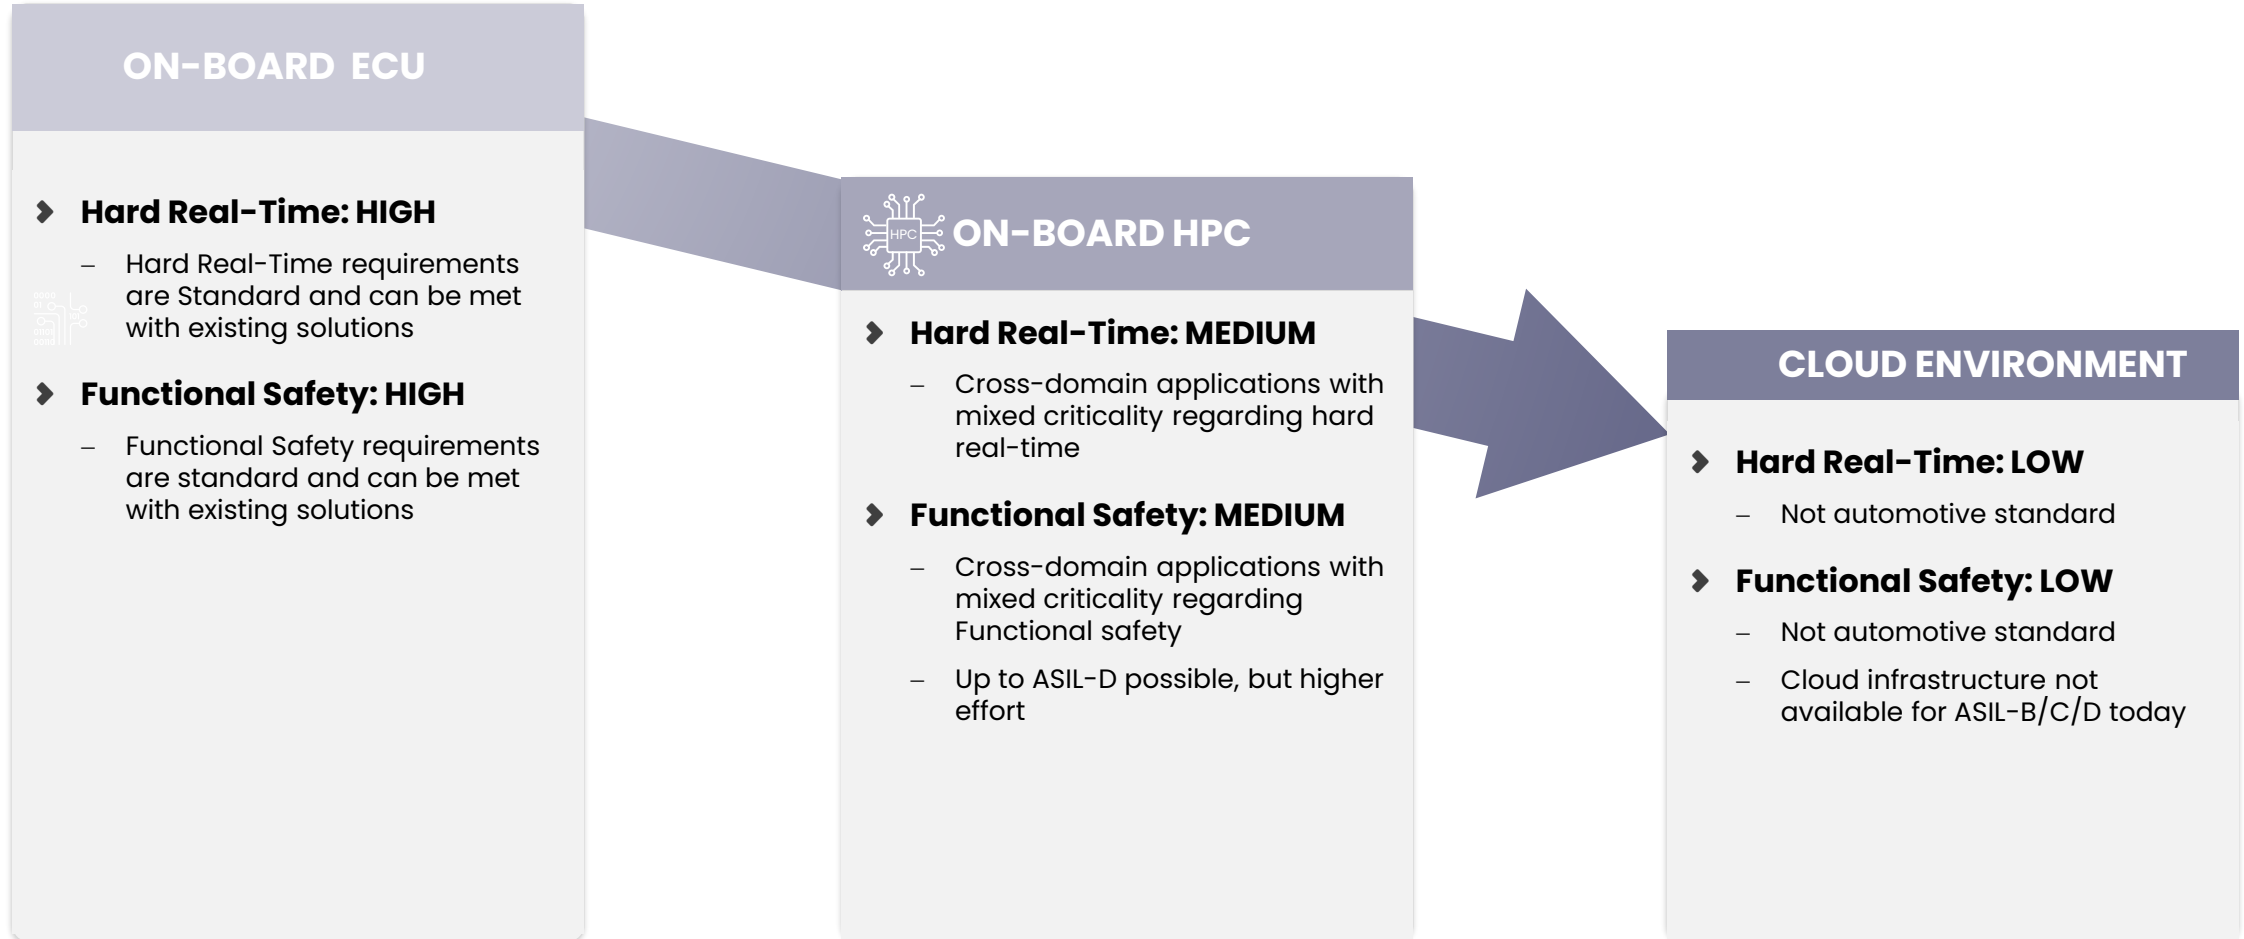 ON-BOARD ECU
Hard Real-Time: HIGH
– Hard Real-Time requirements
are Standard and can be met
with existing solutions
Functional Safety: HIGH
– Functional Safety requirements
are standard and can be met
with existing solutions
HPC
ON-BOARD HPC
Hard Real-Time: MEDIUM
– Cross-domain applications with
mixed criticality regarding hard
real-time
Functional Safety: MEDIUM
– Cross-domain applications with
mixed criticality regarding
Functional safety
– Up to ASIL-D possible, but higher
effort
CLOUD ENVIRONMENT
Hard Real-Time: LOW
– Not automotive standard
Functional Safety: LOW
– Not automotive standard
– Cloud infrastructure not
available for ASIL-B/C/D today